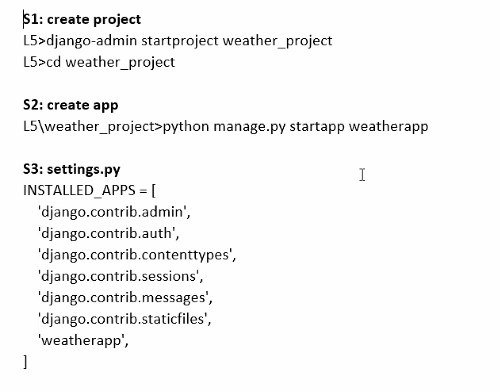 S1: create project
L5>django-admin startproject weather_project
L5>cd weather_project
S2: create app
L5\weather_project>python manage.py startapp weatherapp
S3: settings.py
INSTALLED_APPS = [
'django.contrib.admin',
'django.contrib.auth',
'django.contrib.contenttypes',
'django.contrib.sessions',
'django.contrib.messages',
'django.contrib.staticfiles',
'weatherapp',
]